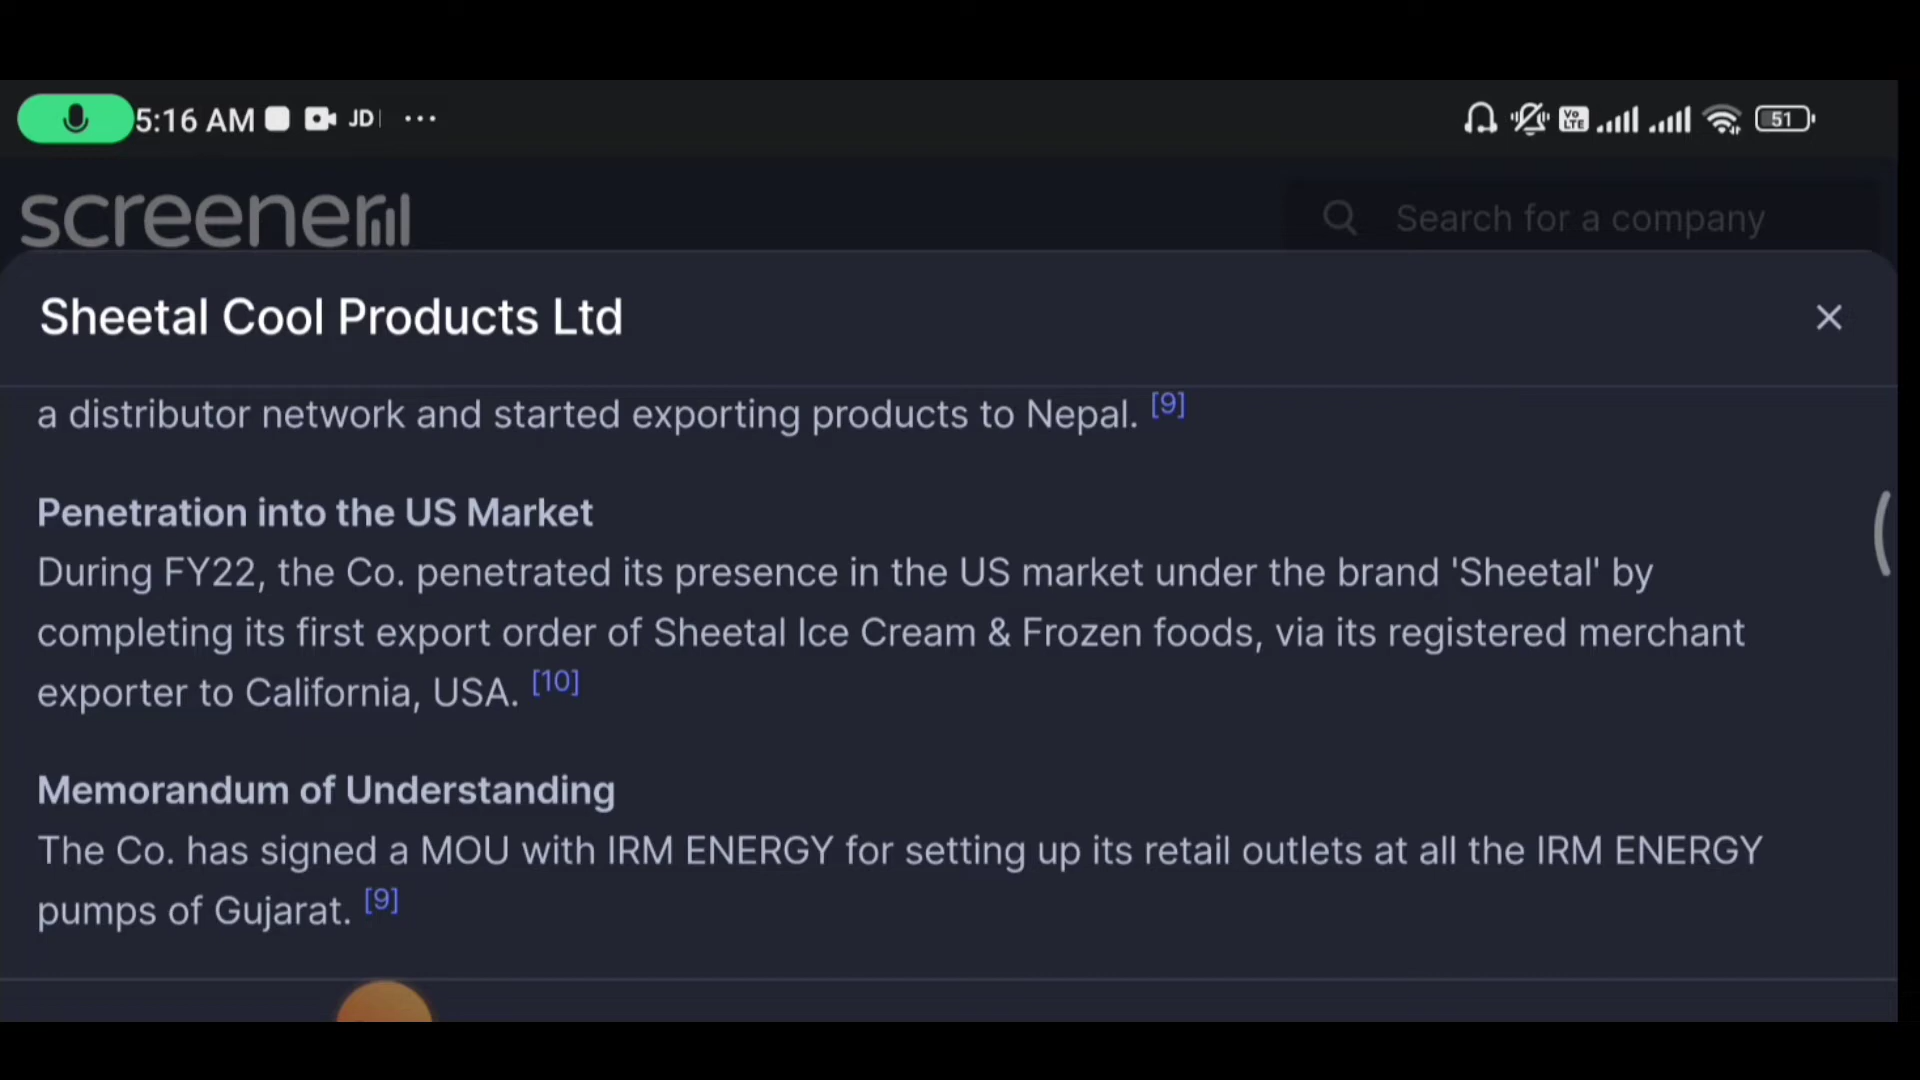 5:16 AM JD ...
Vo LTE 51
screener
Search for a company
Sheetal Cool Products Ltd
a distributor network and started exporting products to Nepal. [9]
Penetration into the US Market
During FY22, the Co. penetrated its presence in the US market under the brand 'Sheetal' by
completing its first export order of Sheetal Ice Cream & Frozen foods, via its registered merchant
exporter to California, USA. [10]
Memorandum of Understanding
The Co. has signed a MOU with IRM ENERGY for setting up its retail outlets at all the IRM ENERGY
pumps of Gujarat. [9]